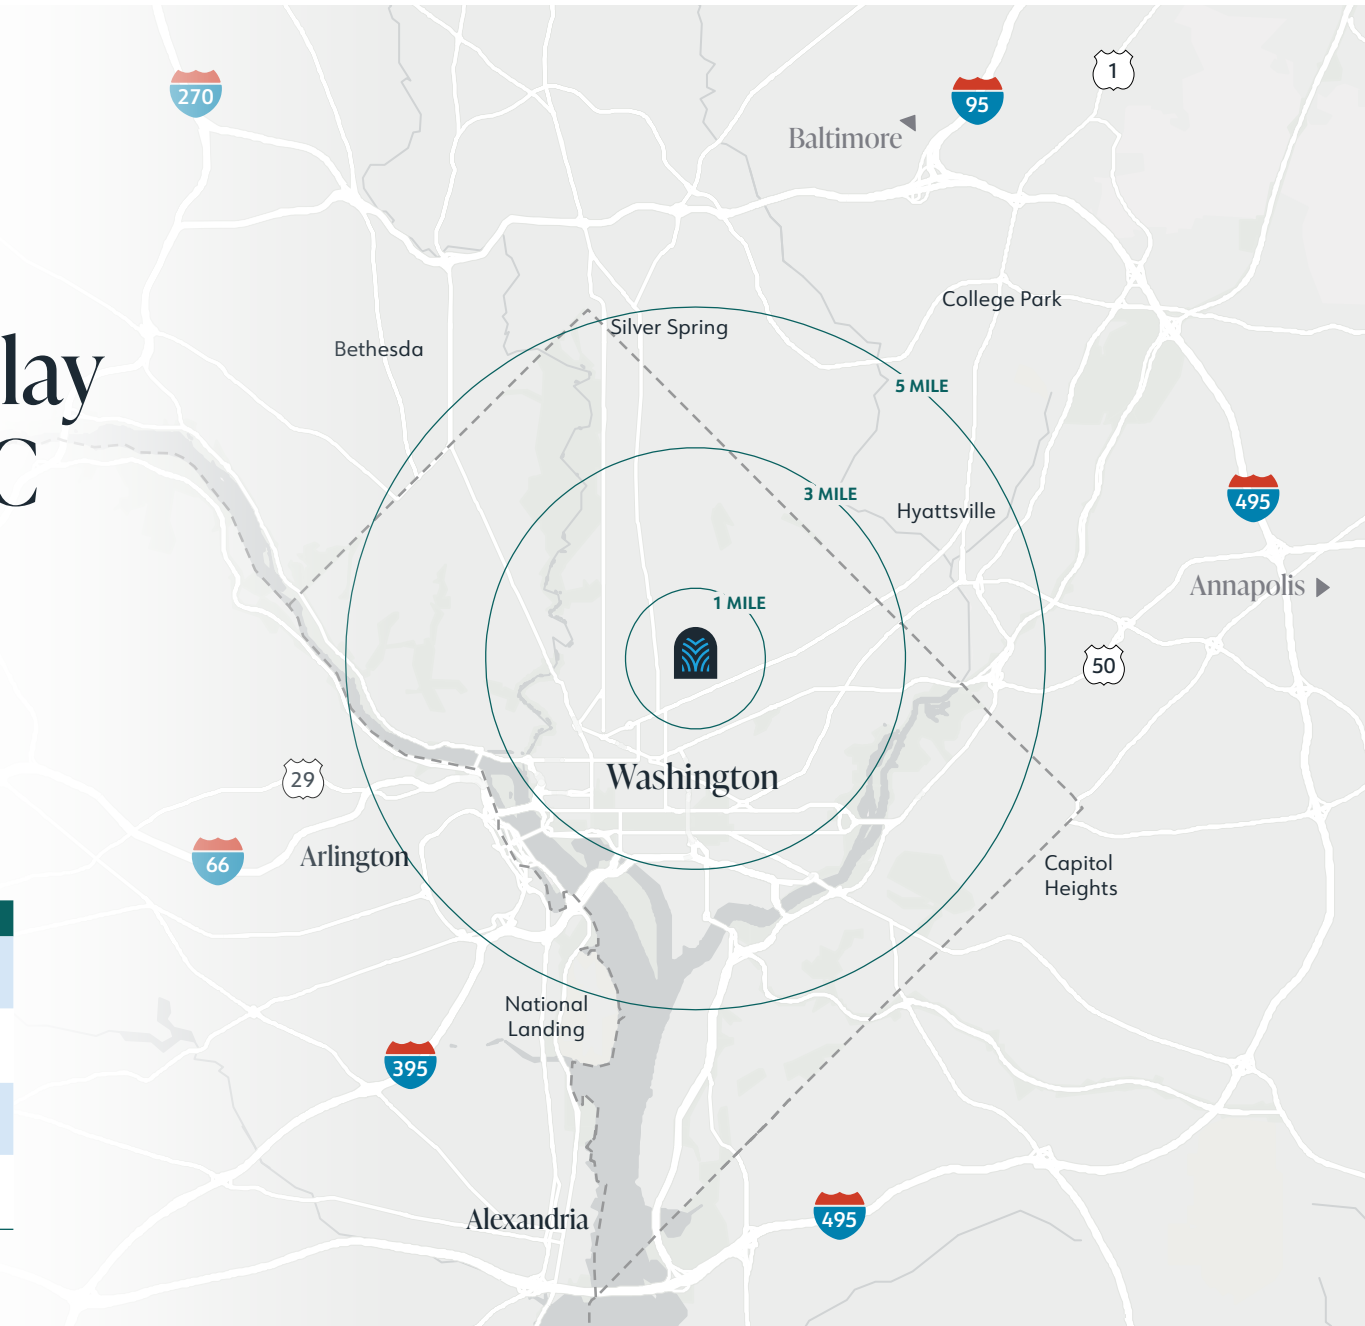 1
270
95
Baltimore
College Park
Silver Spring
Bethesda
lay
5 MILE
C
3 MILE
495
Hyattsville
Annapolis
1 MILE
50
Washington
29
Arlington
66
Capitol
Heights
National
Landing
395
Alexandria
495